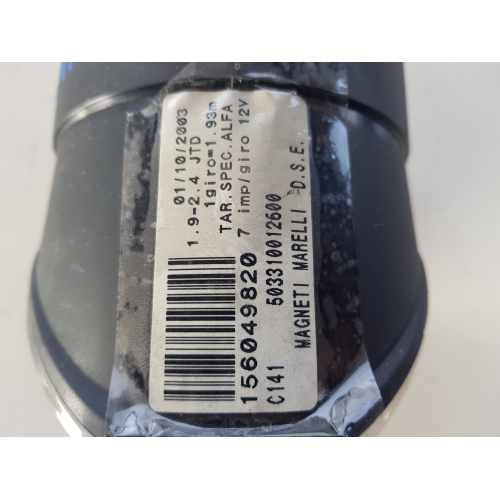 01/10/2003
1.9-2.4 JTD
1giro=1.93m
TAR.SPEC.ALFA
7 imp/giro 12V
156049820
C141 503310012600
MAGNETI MARELLI D.S.E.